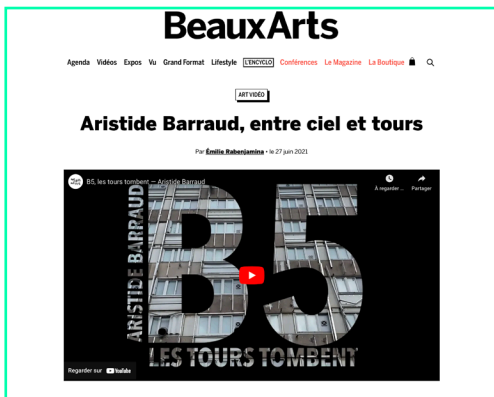 BeauxArts
Agenda Vidéos Expos Vu Grand Format Lifestyle L'ENCYCLO Conférences Le Magazine La Boutique
ART VIDÉO
Aristide Barraud, entre ciel et tours
Par Émilie Rabenjamina • le 27 juin 2021
B5, les tours tombent — Aristide Barraud
À regarder ...
Partager
ARISTIDE BARRAUD
B5
LES TOURS TOMBENT
Regarder sur YouTube